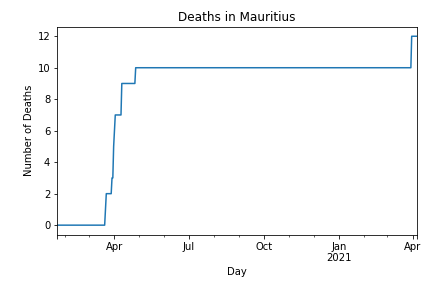 Deaths in Mauritius
12
10
8
6
4
2
0
Number of Deaths
Apr
Jul
Oct
Jan
2021
Apr
Day